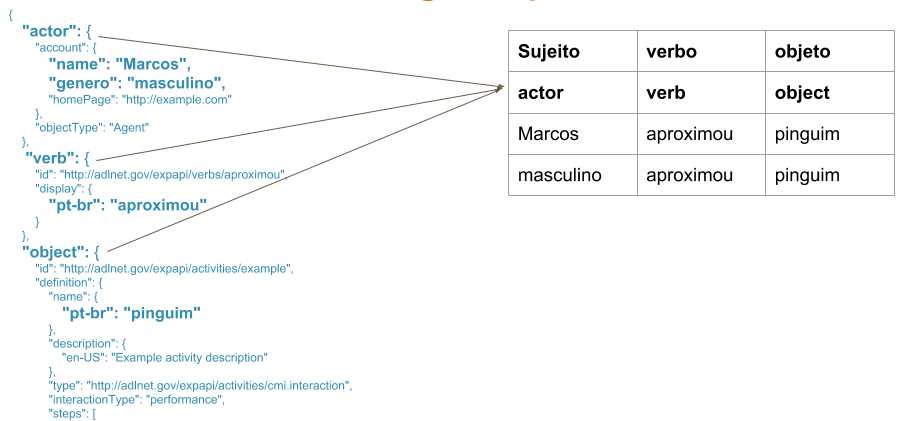 {
"actor": {
"account": {
"name": "Marcos",
"genero": "masculino",
"homePage": "http://example.com"
},
"objectType": "Agent"
},
"verb": {
"id": "http://adlnet.gov/expapi/verbs/aproximou",
"display": {
"pt-br": "aproximou"
}
},
"object": {
"id": "http://adlnet.gov/expapi/activities/example",
"definition": {
"name": {
"pt-br": "pinguim"
},
"description": {
"en-US": "Example activity description"
},
"type": "http://adlnet.gov/expapi/activities/cmi.interaction",
"interactionType": "performance",
"steps": [
Sujeito verbo objeto
actor verb object
Marcos aproximou pinguim
masculino aproximou pinguim